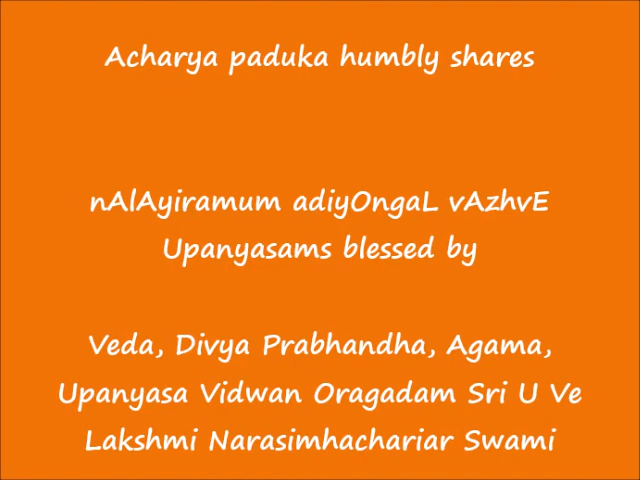 Acharya paduka humbly shares
nAlAyiramum adiyOngaL vAzhvE
Upanyasams blessed by
Veda, Divya Prabhandha, Agama,
Upanyasa Vidwan Oragadam Sri U Ve
Lakshmi Narasimhachariar Swami